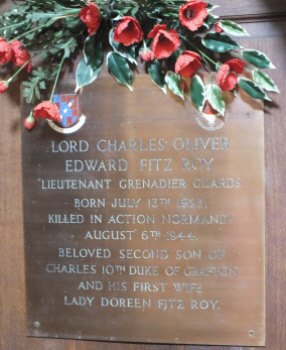 LORD CHARLES OLIVER
EDWARD FITZ ROY
LIEUTENANT GRENADIER GUARDS
BORN JULY 13TH 1923.
KILLED IN ACTION NORMANDY
AUGUST 6TH 1944.
BELOVED SECOND SON OF
CHARLES 10TH DUKE OF GRAFTON
AND HIS FIRST WIFE
LADY DOREEN FITZ ROY.